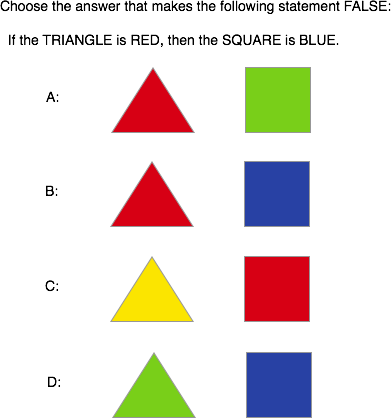 Choose the answer that makes the following statement FALSE:
If the TRIANGLE is RED, then the SQUARE is BLUE.
A:
B:
C:
D: